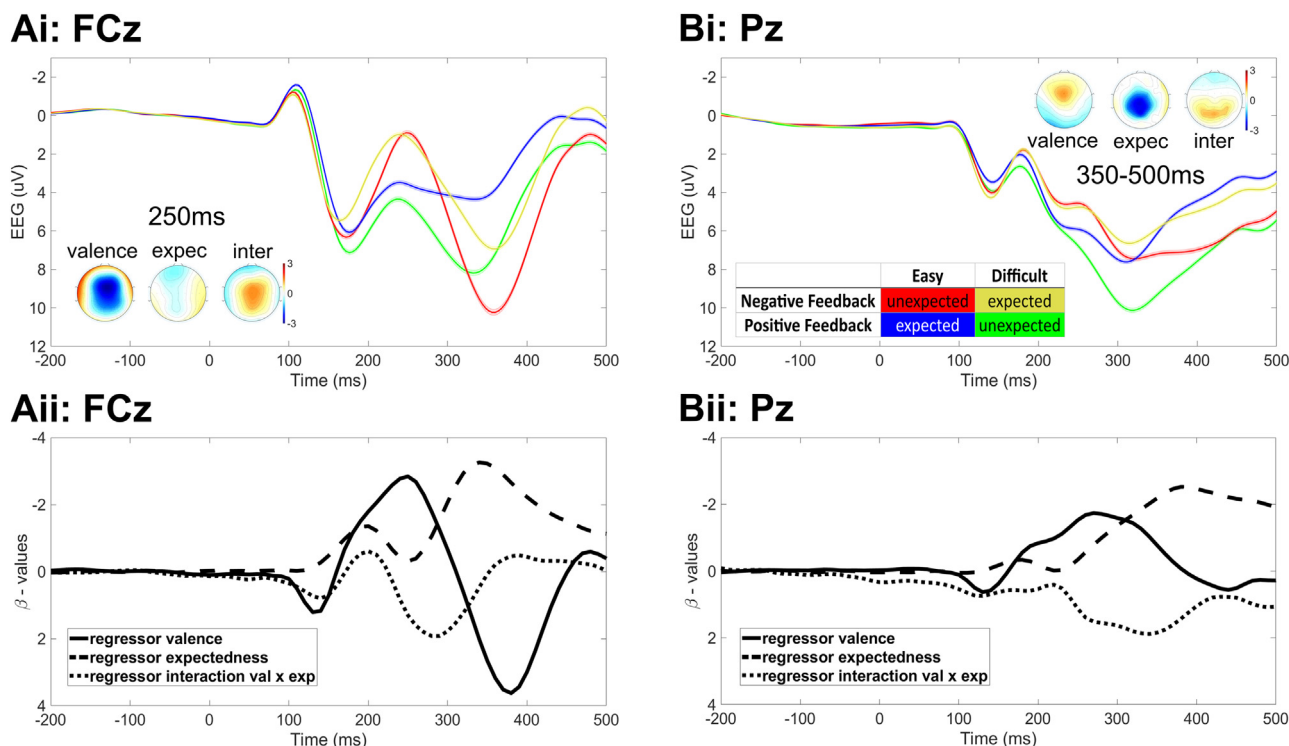 Ai: FCz
-2
0
2
4
6
8
10
12
EEG (uV)
250ms
valence expec inter
3
0
-3
-200 -100 0 100 200 300 400 500
Time (ms)
Bi: Pz
-2
0
2
4
6
8
10
12
EEG (uV)
3
0
-3
valence expec inter
350-500ms
Easy Difficult
Negative Feedback unexpected expected
Positive Feedback expected unexpected
-200 -100 0 100 200 300 400 500
Time (ms)
Aii: FCz
-4
-2
0
2
4
β - values
regressor valence
regressor expectedness
regressor interaction val x exp
-200 -100 0 100 200 300 400 500
Time (ms)
Bii: Pz
-4
-2
0
2
4
β - values
regressor valence
regressor expectedness
regressor interaction val x exp
-200 -100 0 100 200 300 400 500
Time (ms)